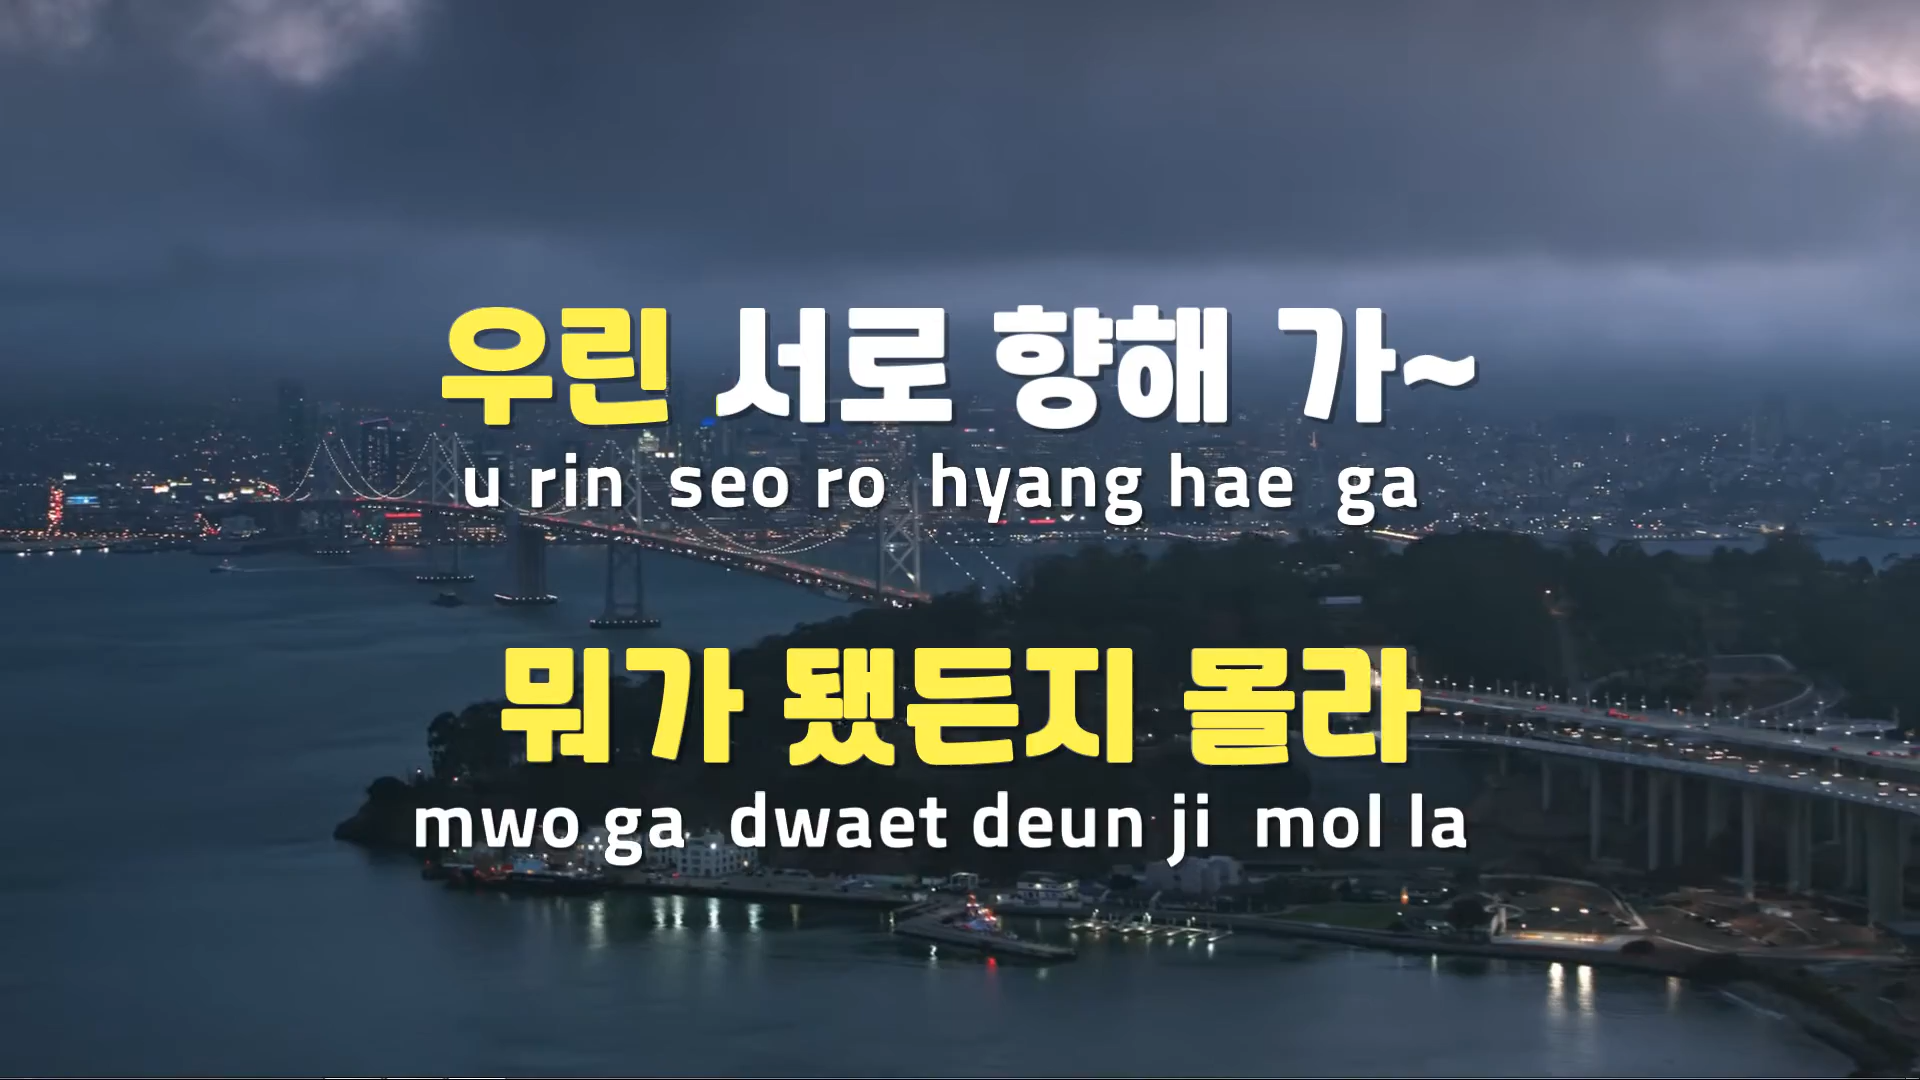 우린 서로 향해 가~
u rin seo ro hyang hae ga
뭐가 됐든지 몰라
mwo ga dwaet deun ji mol la